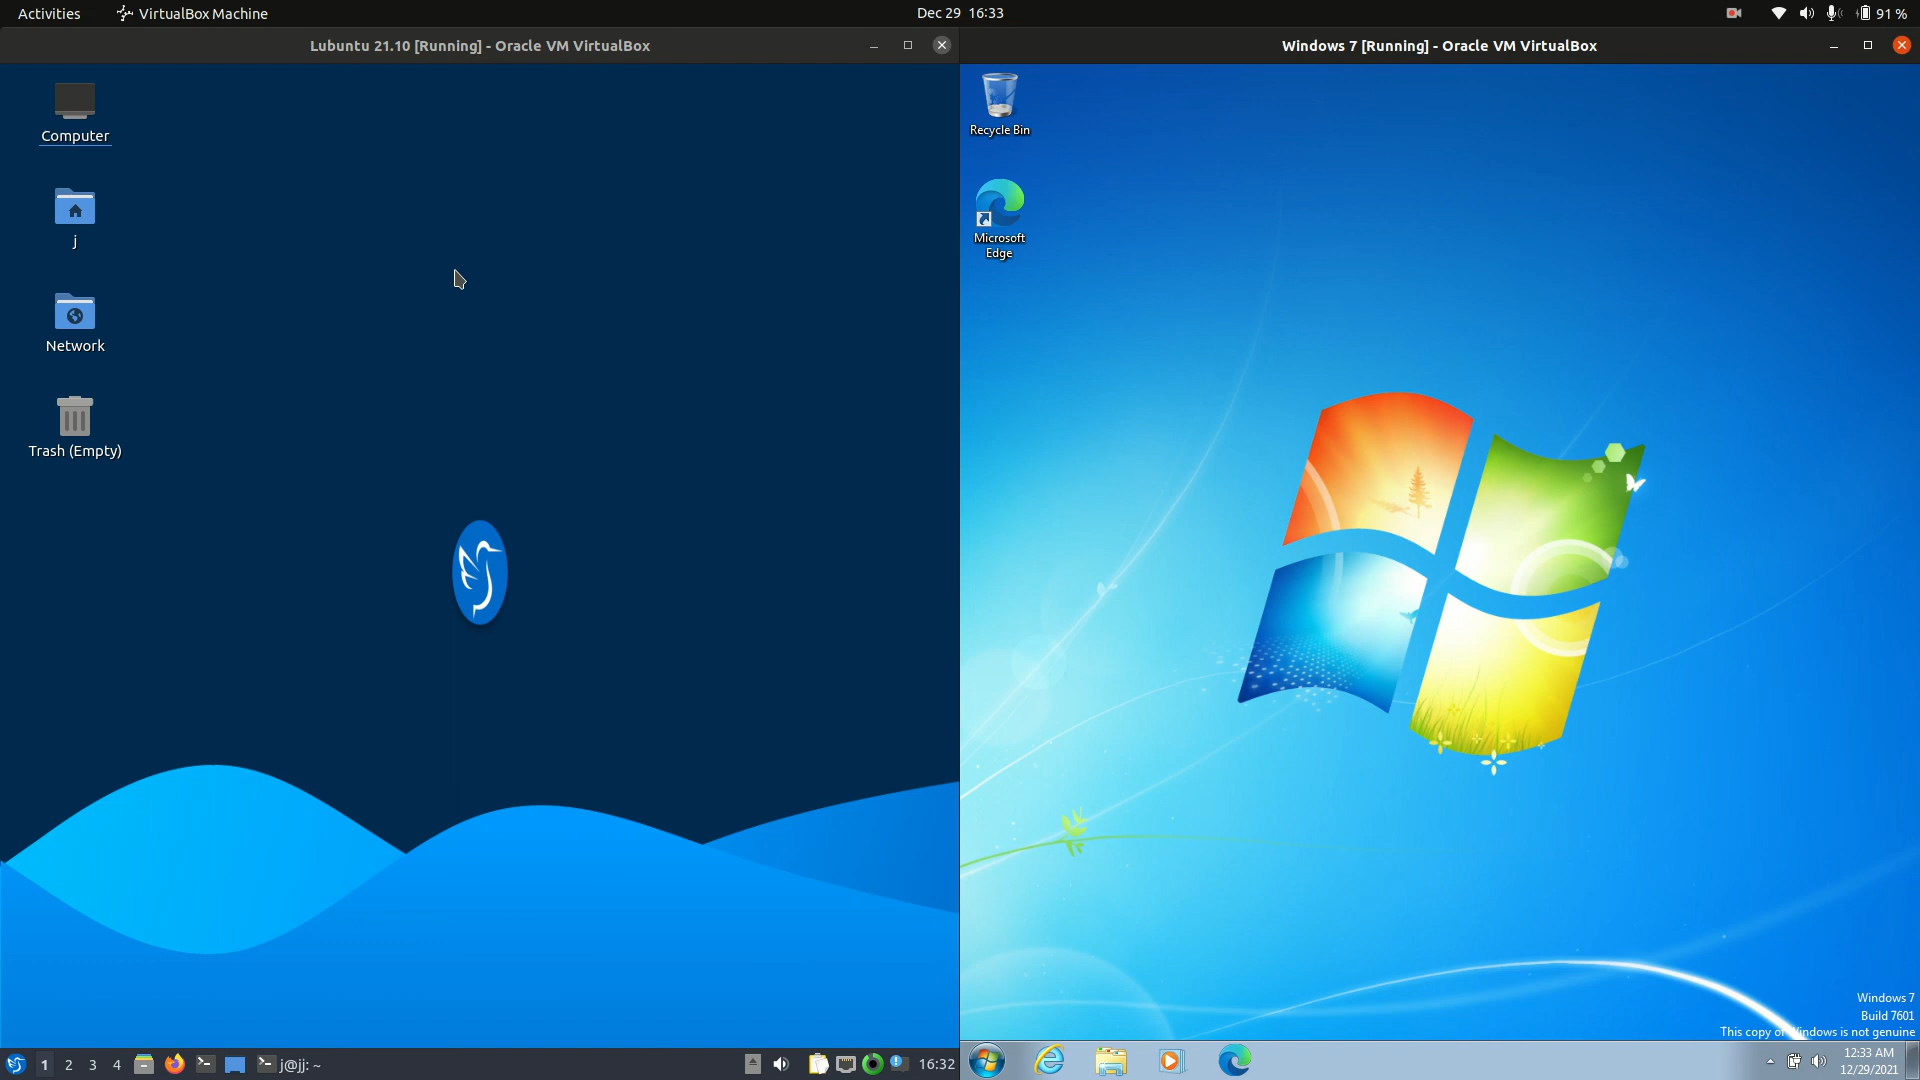 Activities
VirtualBox Machine
Dec 29 16:33
91 %
Lubuntu 21.10 [Running] - Oracle VM VirtualBox
Windows 7 [Running] - Oracle VM VirtualBox
Computer
j
Network
Trash (Empty)
Recycle Bin
Microsoft
Edge
Windows 7
Build 7601
This copy of Windows is not genuine
1 2 3 4
j@jj: ~
16:32
12:33 AM
12/29/2021